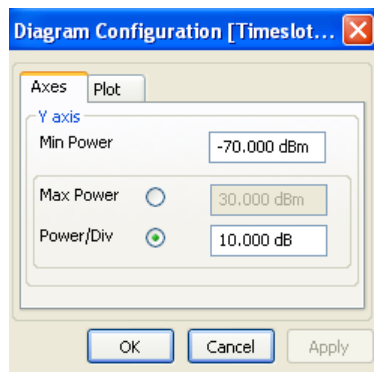 Diagram Configuration [Timeslot...
Axes Plot
Y axis
Min Power -70.000 dBm
Max Power 30.000 dBm
Power/Div 10.000 dB
OK Cancel Apply